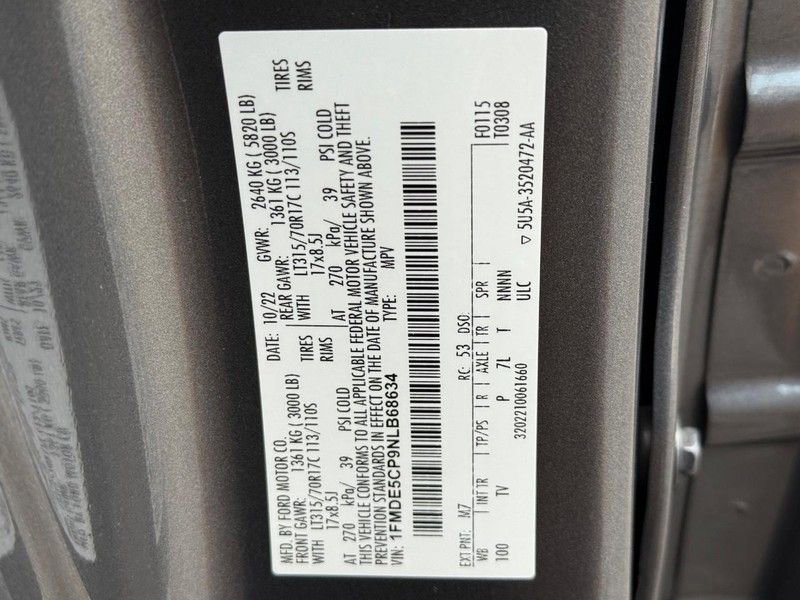 MFD. BY FORD MOTOR CO. DATE: 10/22 GVWR: 2640 KG ( 5820 LB)
FRONT GAWR: 1361 KG ( 3000 LB) REAR GAWR: 1361 KG ( 3000 LB)
WITH LT315/70R17C 113/110S TIRES WITH LT315/70R17C 113/110S TIRES
17x8.5J RIMS 17x8.5J RIMS
AT 270 kPa/ 39 PSI COLD AT 270 kPa/ 39 PSI COLD
THIS VEHICLE CONFORMS TO ALL APPLICABLE FEDERAL MOTOR VEHICLE SAFETY AND THEFT
PREVENTION STANDARDS IN EFFECT ON THE DATE OF MANUFACTURE SHOWN ABOVE.
VIN: 1FMDE5CP9NLB68634 TYPE: MPV
EXT PNT: M7 RC: 53 DSO: F0115
WB INT TR TP/PS R AXLE TR SPR T0308
100 TV P 7L T NNNN
3202210061660 ULC
▽ 5U5A-3520472-AA